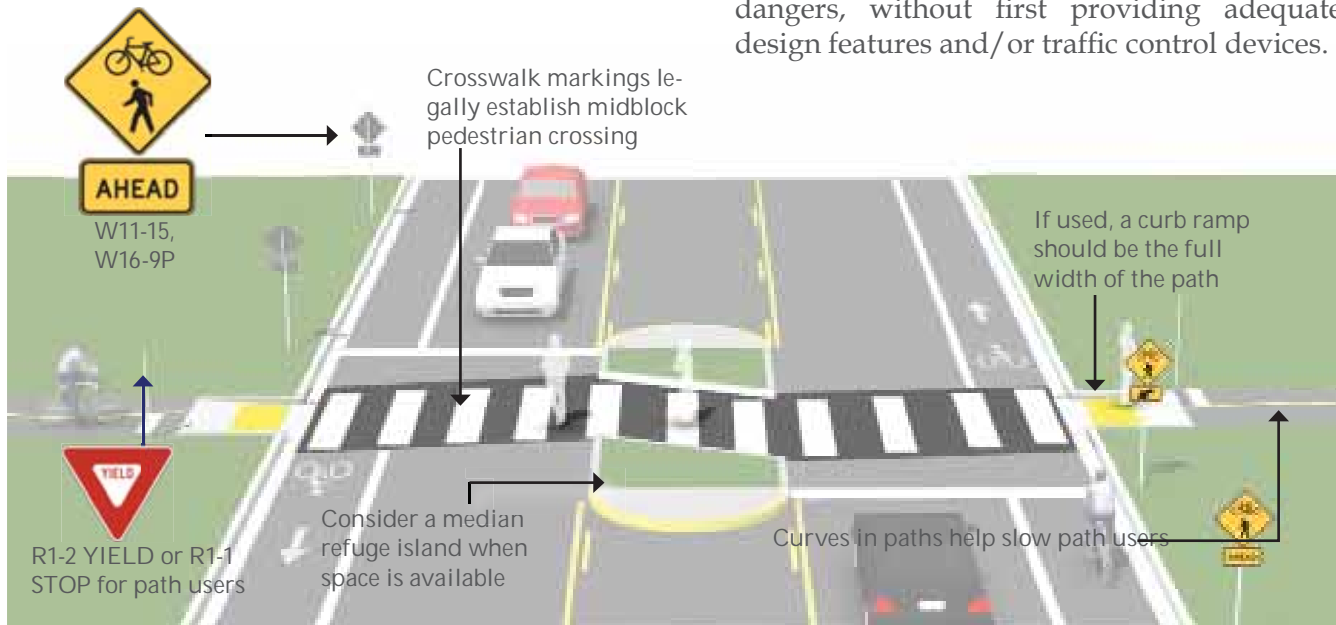 dangers, without first providing adequate
design features and/or traffic control devices.
Crosswalk markings le-
gally establish midblock
pedestrian crossing
AHEAD
W11-15,
W16-9P
If used, a curb ramp
should be the full
width of the path
YIELD
R1-2 YIELD or R1-1
STOP for path users
Consider a median
refuge island when
space is available
Curves in paths help slow path users
AHEAD